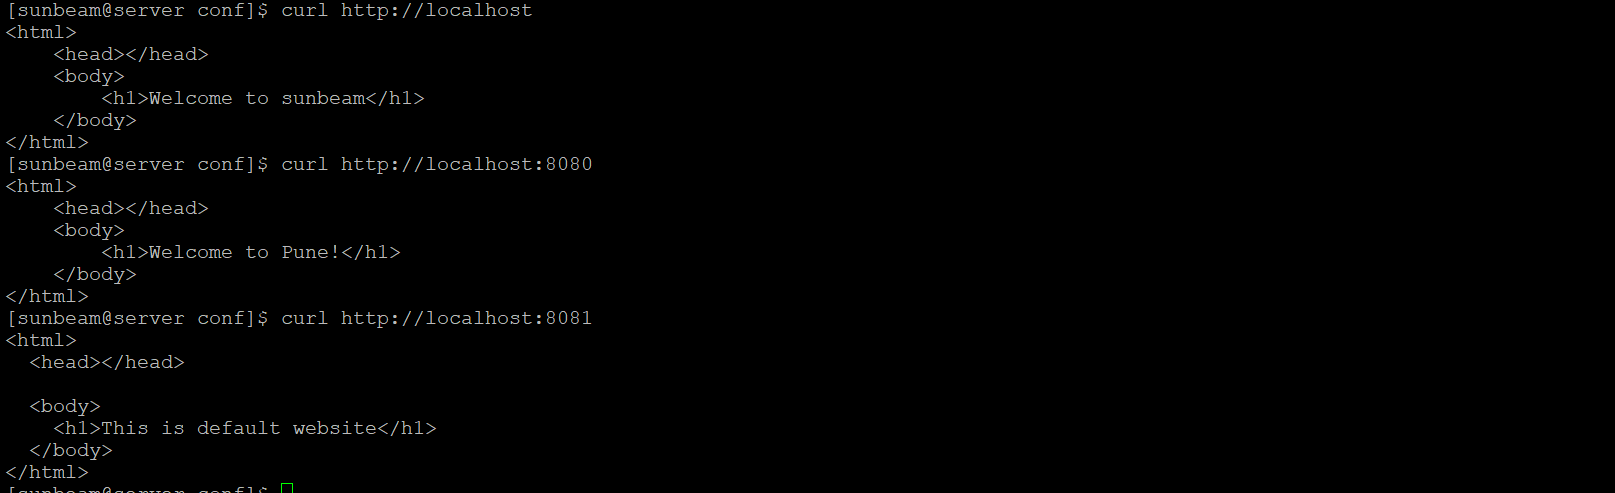 [sunbeam@server conf]$ curl http://localhost
<html>
    <head></head>
    <body>
        <h1>Welcome to sunbeam</h1>
    </body>
</html>
[sunbeam@server conf]$ curl http://localhost:8080
<html>
    <head></head>
    <body>
        <h1>Welcome to Pune!</h1>
    </body>
</html>
[sunbeam@server conf]$ curl http://localhost:8081
<html>
  <head></head>

  <body>
    <h1>This is default website</h1>
  </body>
</html>
[sunbeam@server conf]$